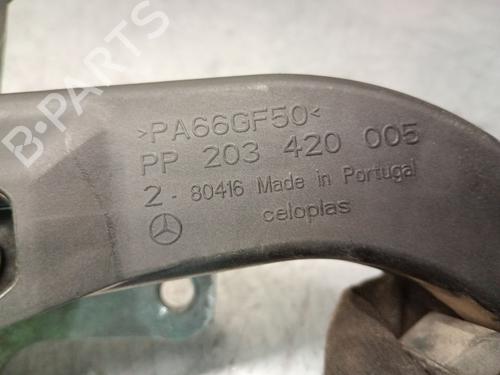 >PA66GF50<
PP 203 420 005
2 - 80416 Made in Portugal
celoplas
B-PARTS